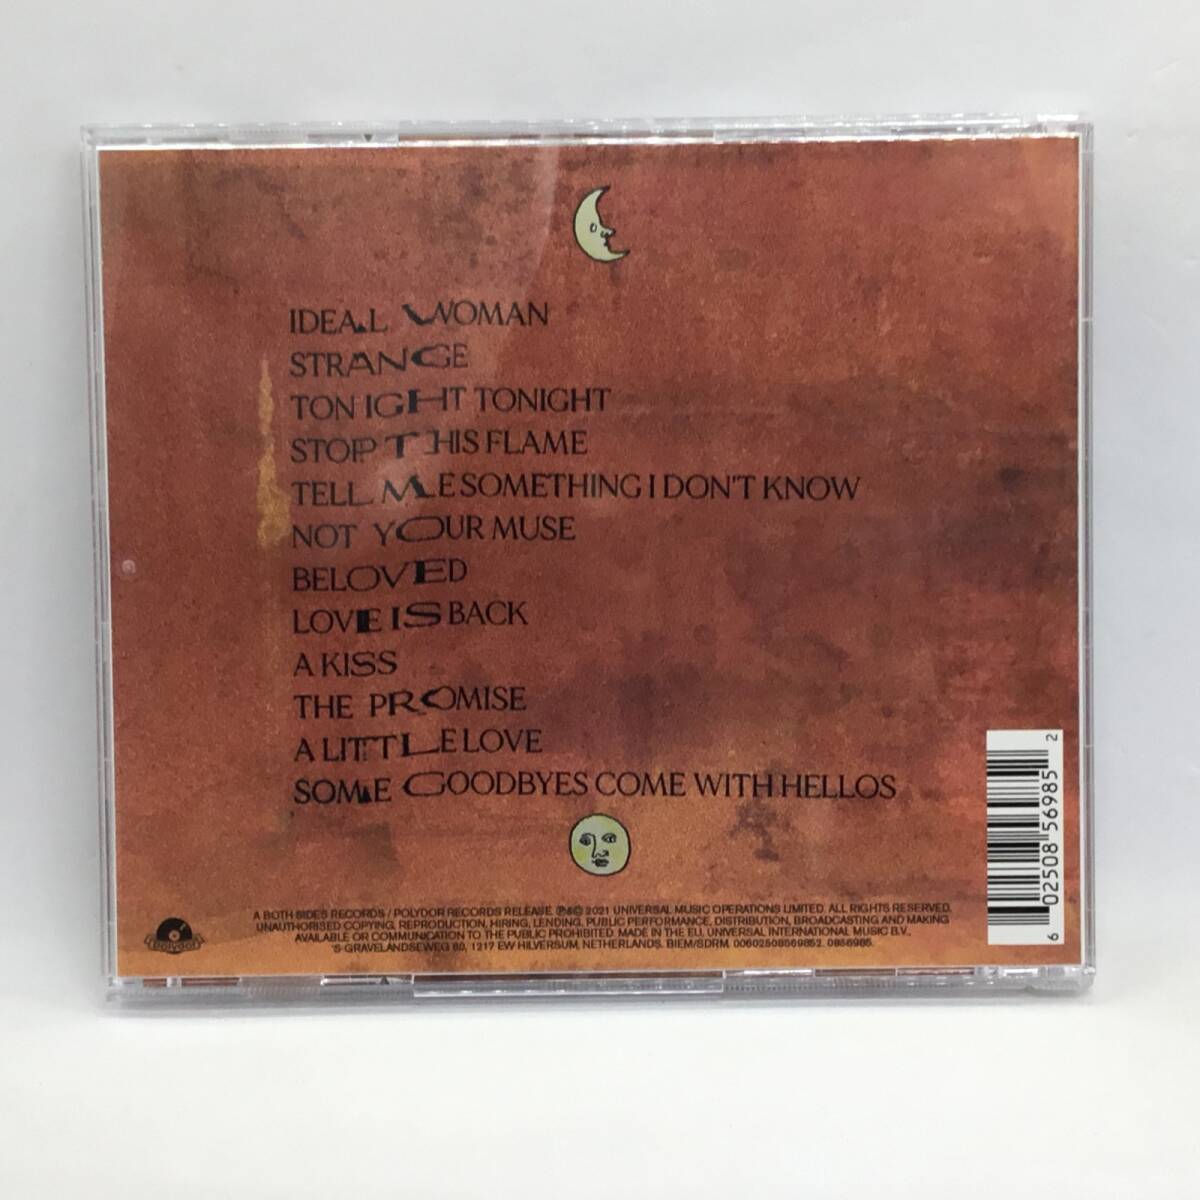 IDEAL WOMAN
STRANGE
TONIGHT TONIGHT
STOP THIS FLAME
TELL ME SOMETHING I DON'T KNOW
NOT YOUR MUSE
BELOVED
LOVE IS BACK
A KISS
THE PROMISE
A LITTLE LOVE
SOME GOODBYES COME WITH HELLOS
6 02508 56985 2
polydor
A BOTH SIDES RECORDS / POLYDOR RECORDS RELEASE. ℗&© 2021 UNIVERSAL MUSIC OPERATIONS LIMITED. ALL RIGHTS RESERVED.
UNAUTHORISED COPYING, REPRODUCTION, HIRING, LENDING, PUBLIC PERFORMANCE, DISTRIBUTION, BROADCASTING AND MAKING
AVAILABLE OR COMMUNICATION TO THE PUBLIC PROHIBITED. MADE IN THE EU. UNIVERSAL INTERNATIONAL MUSIC B.V.,
'S-GRAVELANDSEWEG 80, 1217 EW HILVERSUM, NETHERLANDS. BIEM/SDRM. 00602508569852. 0856985.